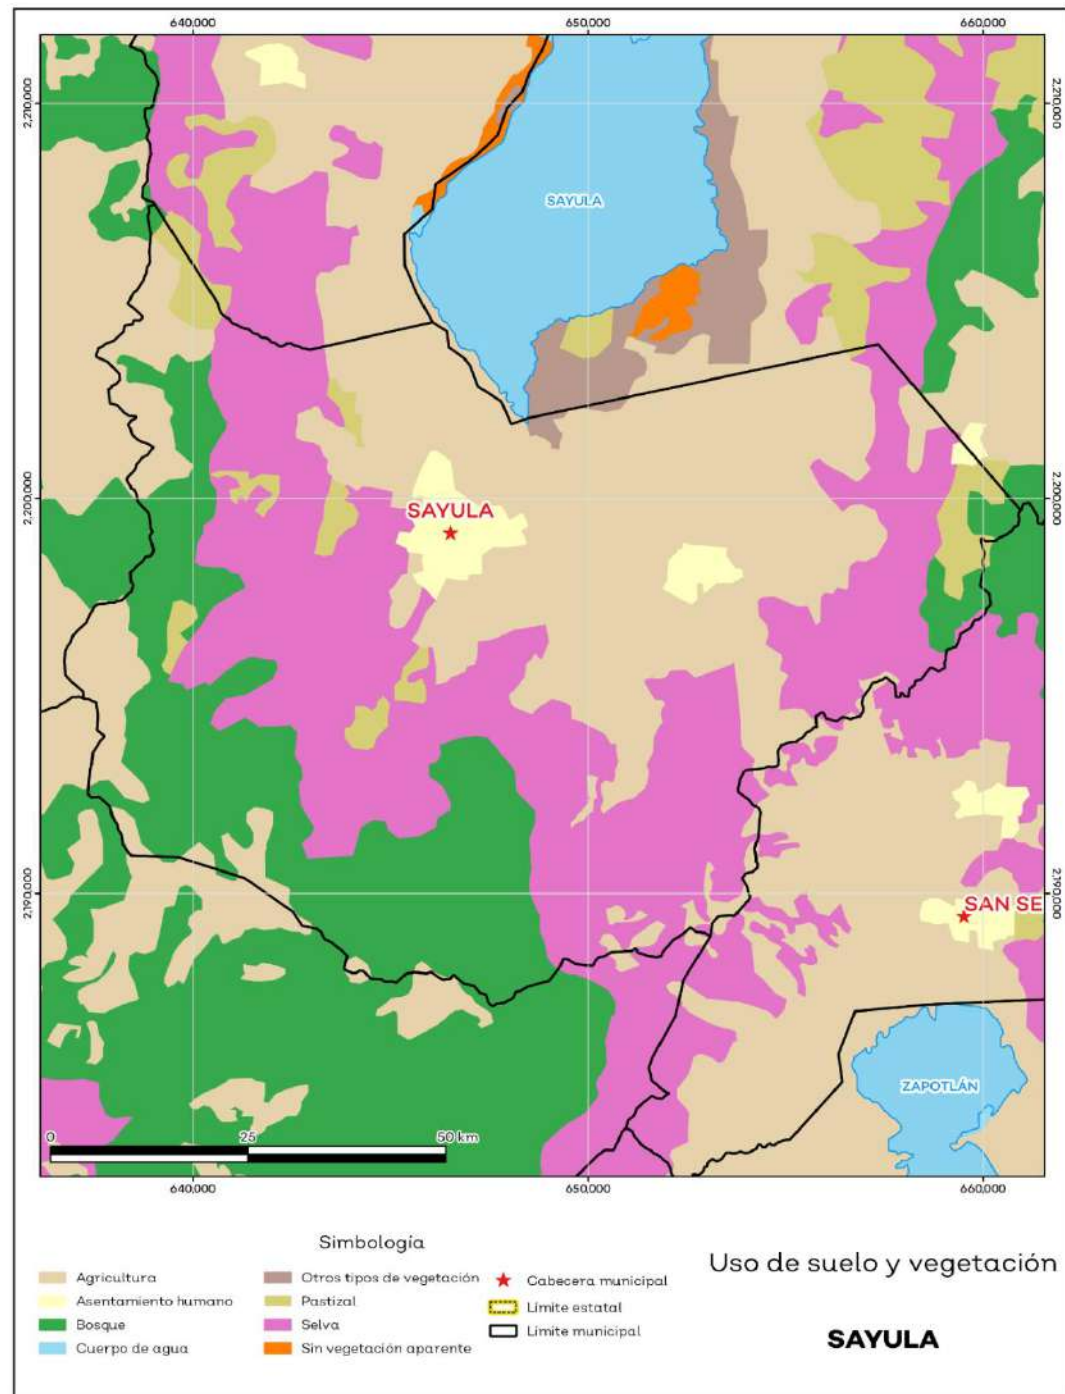 640,000 650,000 660,000
2,210,000 2,210,000
SAYULA
2,200,000 2,200,000
SAYULA
2,190,000 2,190,000
SAN SE
ZAPOTLÁN
0 25 50 km
640,000 650,000 660,000
Simbología
Agricultura
Asentamiento humano
Bosque
Cuerpo de agua
Otros tipos de vegetación
Pastizal
Selva
Sin vegetación aparente
Cabecera municipal
Límite estatal
Límite municipal
Uso de suelo y vegetación
SAYULA